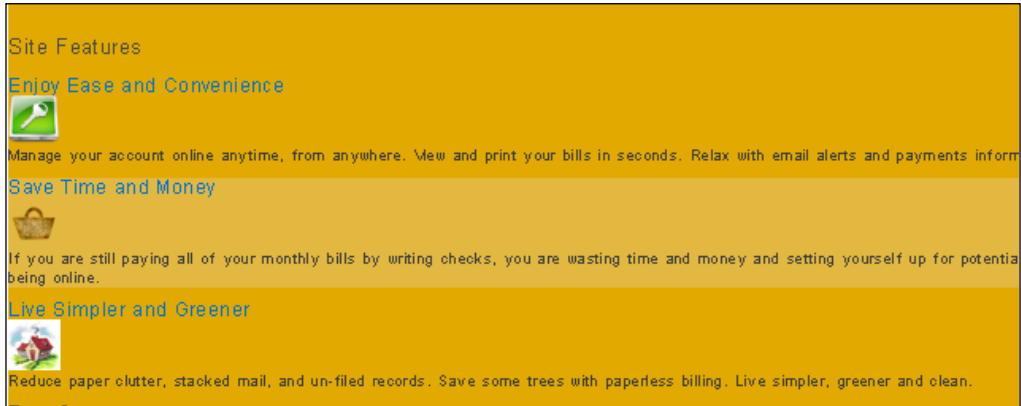 Site Features
Enjoy Ease and Convenience
Manage your account online anytime, from anywhere. View and print your bills in seconds. Relax with email alerts and payments inform
Save Time and Money
If you are still paying all of your monthly bills by writing checks, you are wasting time and money and setting yourself up for potentia
being online.
Live Simpler and Greener
Reduce paper clutter, stacked mail, and un-filed records. Save some trees with paperless billing. Live simpler, greener and clean.